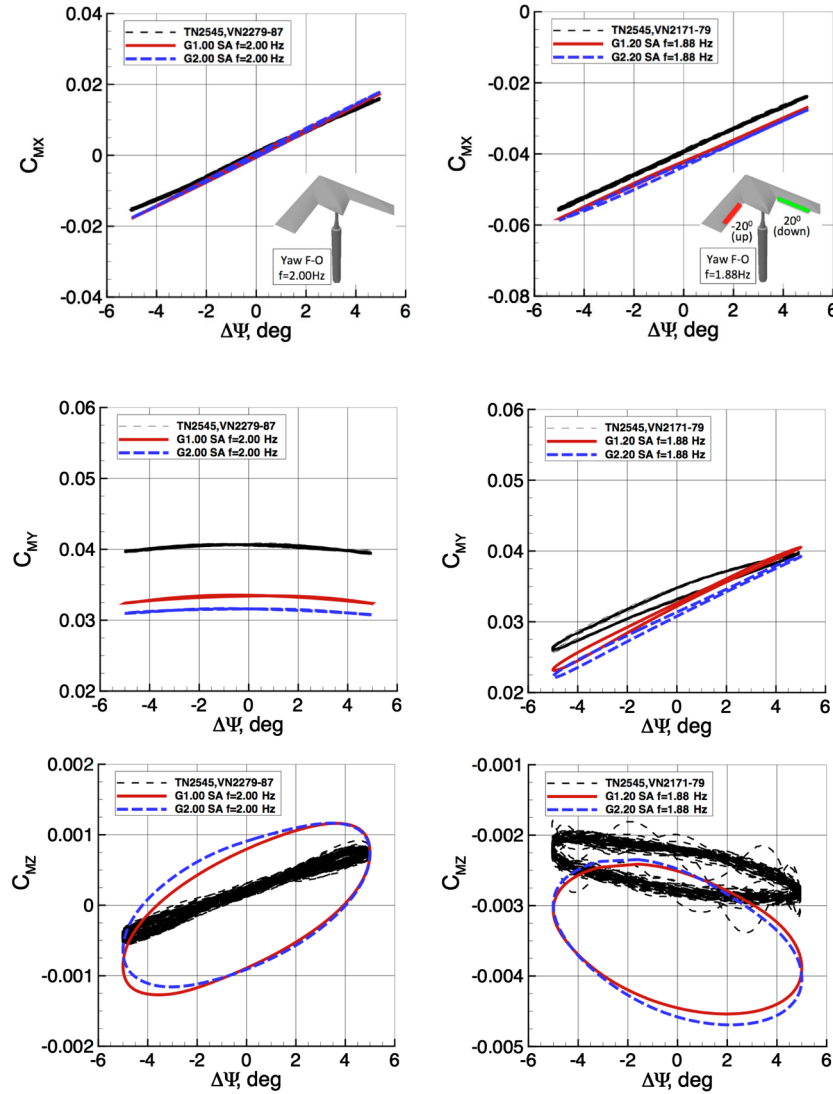 TN2545,VN2279-87
G1.00 SA f=2.00 Hz
G2.00 SA f=2.00 Hz
0.04
0.02
0
-0.02
-0.04
C_MX
-6 -4 -2 0 2 4 6
ΔΨ, deg
Yaw F-O
f=2.00Hz
TN2545,VN2171-79
G1.20 SA f=1.88 Hz
G2.20 SA f=1.88 Hz
0
-0.02
-0.04
-0.06
-0.08
C_MX
-6 -4 -2 0 2 4 6
ΔΨ, deg
-20⁰
(up)
20⁰
(down)
Yaw F-O
f=1.88Hz
TN2545,VN2279-87
G1.00 SA f=2.00 Hz
G2.00 SA f=2.00 Hz
0.06
0.05
0.04
0.03
0.02
C_MY
-6 -4 -2 0 2 4 6
ΔΨ, deg
TN2545,VN2171-79
G1.20 SA f=1.88 Hz
G2.20 SA f=1.88 Hz
0.06
0.05
0.04
0.03
0.02
C_MY
-6 -4 -2 0 2 4 6
ΔΨ, deg
TN2545,VN2279-87
G1.00 SA f=2.00 Hz
G2.00 SA f=2.00 Hz
0.002
0.001
0
-0.001
-0.002
C_MZ
-6 -4 -2 0 2 4 6
ΔΨ, deg
TN2545,VN2171-79
G1.20 SA f=1.88 Hz
G2.20 SA f=1.88 Hz
-0.001
-0.002
-0.003
-0.004
-0.005
C_MZ
-6 -4 -2 0 2 4 6
ΔΨ, deg